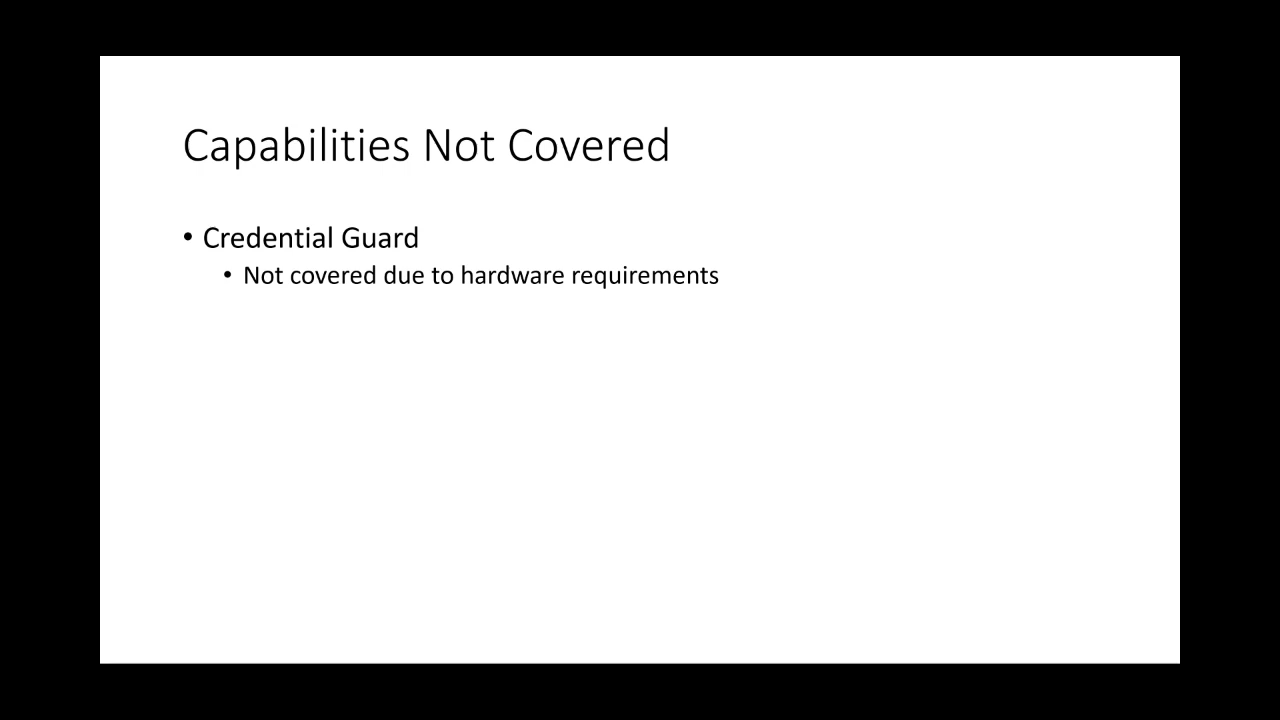 Capabilities Not Covered
• Credential Guard
• Not covered due to hardware requirements